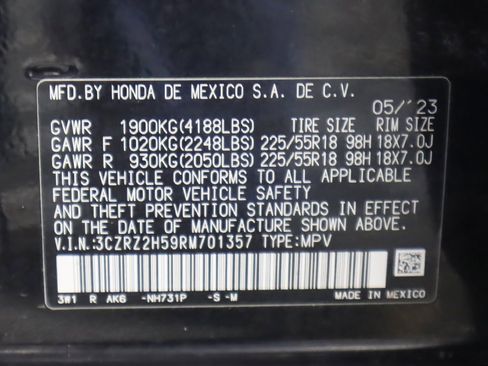 MFD.BY HONDA DE MEXICO S.A. DE C.V.
05/'23
GVWR 1900KG(4188LBS) TIRE SIZE RIM SIZE
GAWR F 1020KG(2248LBS) 225/55R18 98H 18X7.0J
GAWR R 930KG(2050LBS) 225/55R18 98H 18X7.0J
THIS VEHICLE CONFORMS TO ALL APPLICABLE
FEDERAL MOTOR VEHICLE SAFETY
AND THEFT PREVENTION STANDARDS IN EFFECT
ON THE DATE OF MANUFACTURE SHOWN ABOVE.
V.I.N.:3CZRZ2H59RM701357 TYPE:MPV
3W1 R AK6 -NH731P -S -M
MADE IN MEXICO